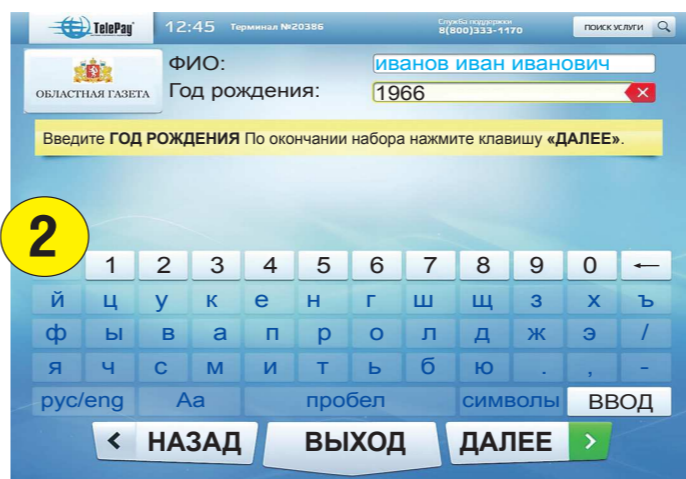 TelePay 12:45 Терминал №20386 Служба поддержки ПОИСК УСЛУГИ
8(800)333-1170
ФИО: иванов иван иванович
ОБЛАСТНАЯ ГАЗЕТА Год рождения: 1966
Введите ГОД РОЖДЕНИЯ По окончании набора нажмите клавишу «ДАЛЕЕ».
2
1 2 3 4 5 6 7 8 9 0 ←
й ц у к е н г ш щ з х ъ
ф ы в а п р о л д ж э /
я ч с м и т ь б ю . , -
рус/eng Аа пробел символы ВВОД
< НАЗАД ВЫХОД ДАЛЕЕ >